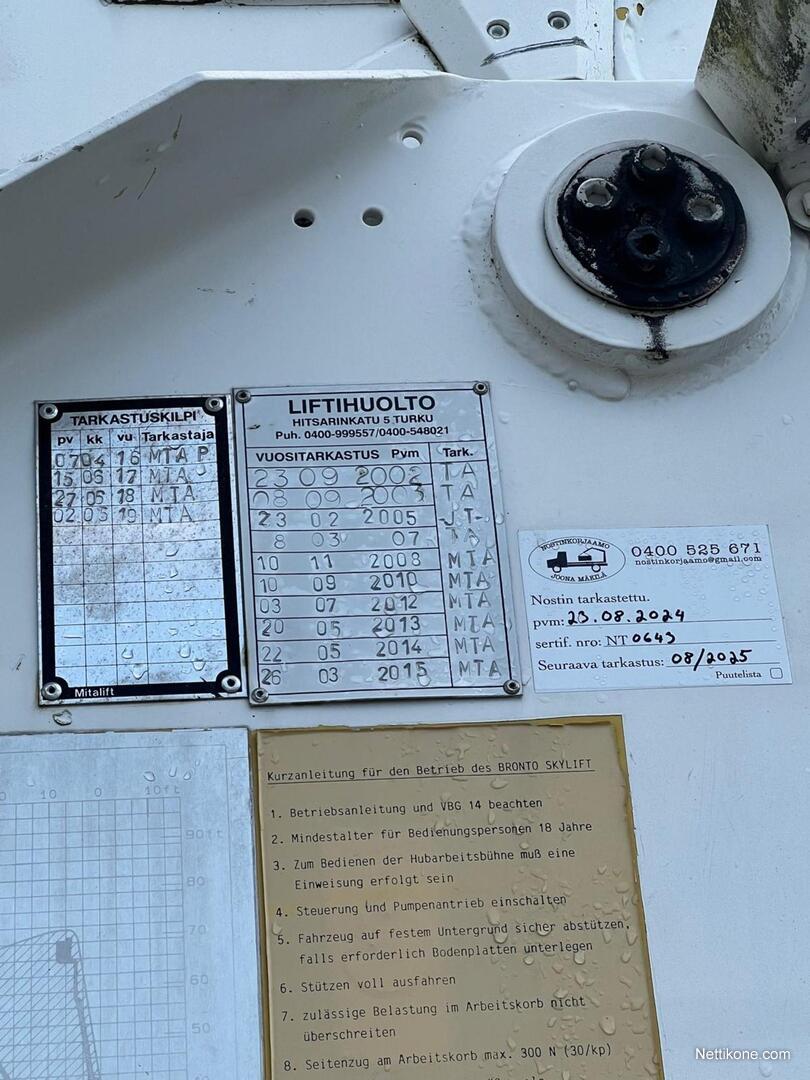 TARKASTUSKILPI
pv kk vu Tarkastaja
07 04 16 MTA P
15 06 17 MTA
27 06 18 MTA
02 05 19 MTA
Mitalift
LIFTIHUOLTO
HITSARINKATU 5 TURKU
Puh. 0400-999557/0400-548021
VUOSITARKASTUS Pvm Tark.
23 09 2002 TA
08 09 2003 TA
23 02 2005 JT
8 03 07 TA
10 11 2008 MTA
10 09 2010 MTA
03 07 2012 MTA
20 05 2013 MTA
22 05 2014 MTA
26 03 2015 MTA
NOSTINKORJAAMO
JOONA MÄKILÄ
0400 525 671
nostinkorjaamo@gmail.com
Nostin tarkastettu.
pvm: 23.08.2024
sertif. nro: NT0643
Seuraava tarkastus: 08/2025
Puutelista
10 0 10ft
90ft
80
70
60
50
Kurzanleitung für den Betrieb des BRONTO SKYLIFT
1. Betriebsanleitung und VBG 14 beachten
2. Mindestalter für Bedienungspersonen 18 Jahre
3. Zum Bedienen der Hubarbeitsbühne muß eine
Einweisung erfolgt sein
4. Steuerung und Pumpenantrieb einschalten
5. Fahrzeug auf festem Untergrund sicher abstützen,
falls erforderlich Bodenplatten unterlegen
6. Stützen voll ausfahren
7. zulässige Belastung im Arbeitskorb nicht
überschreiten
8. Seitenzug am Arbeitskorb max. 300 N (30/kp)
Nettikone.com